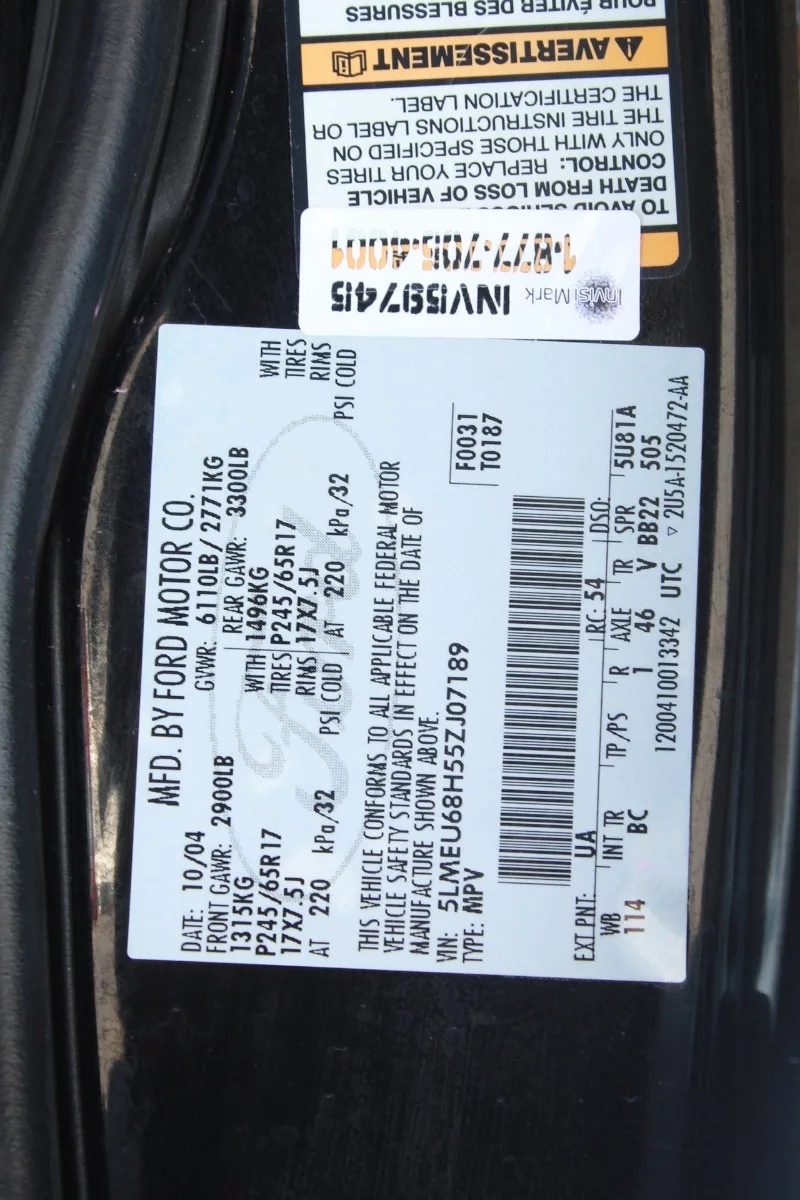 POUR ÉVITER DES BLESSURES
AVERTISSEMENT
TO AVOID
DEATH FROM LOSS OF VEHICLE
CONTROL: REPLACE YOUR TIRES
ONLY WITH THOSE SPECIFIED ON
THE TIRE INSTRUCTIONS LABEL OR
THE CERTIFICATION LABEL.
InvisiMark
INV59745
1.877.705.4001
MFD. BY FORD MOTOR CO.
DATE: 10/04 GVWR: 6110LB/ 2771KG
FRONT GAWR: 2900LB REAR GAWR: 3300LB
1315KG WITH 1496KG WITH
P245/65R17 TIRES P245/65R17 TIRES
17X7.5J RIMS 17X7.5J RIMS
AT 220 kPa/32 PSI COLD AT 220 kPa/32 PSI COLD
Ford
THIS VEHICLE CONFORMS TO ALL APPLICABLE FEDERAL MOTOR
VEHICLE SAFETY STANDARDS IN EFFECT ON THE DATE OF
MANUFACTURE SHOWN ABOVE.
VIN: 5LMEU68H55ZJ07189 F0031
TYPE: MPV T0187
EXT PNT: UA RC: 54 DSO:
WB INT TR TP/PS R AXLE TR SPR 5U81A
114 BC 1 46 V BB22 505
1200410013342 UTC ▽ 2U5A-1520472-AA